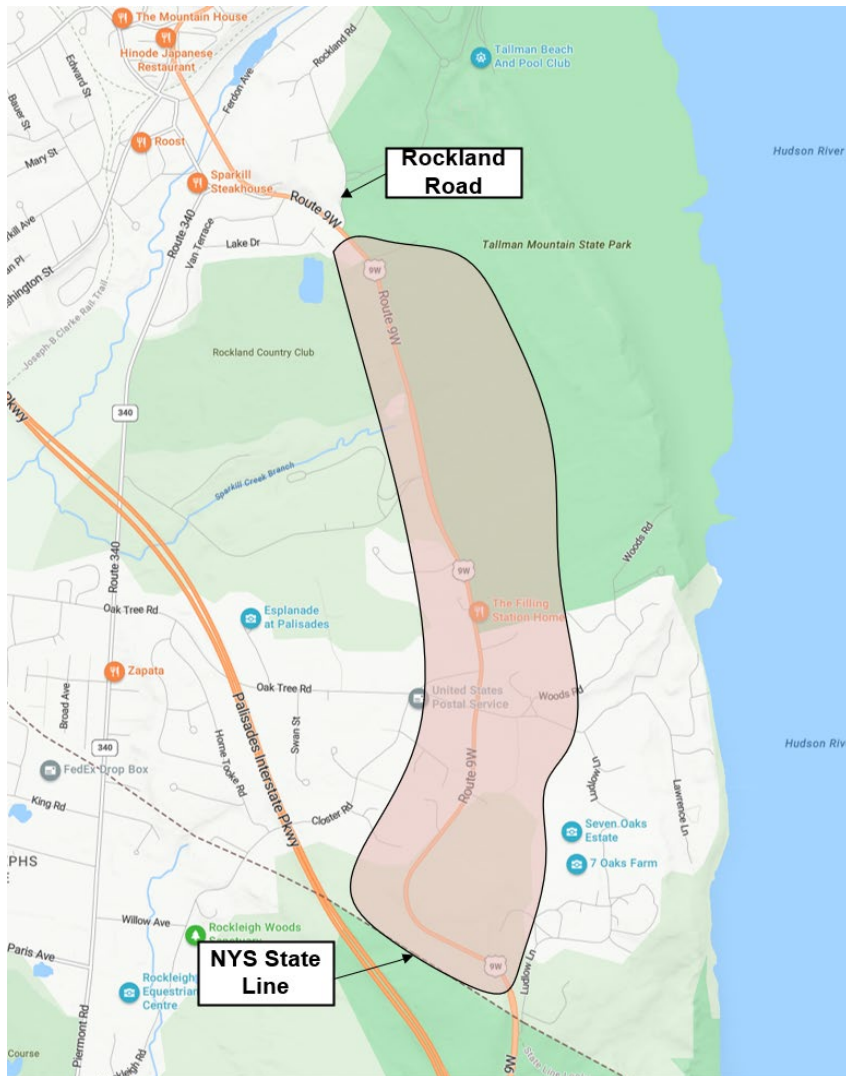 The Mountain House
Hinode Japanese
Restaurant
Rockland Rd
Ferdon Ave
Edward St
Bauer St
Mary St
Roost
Sparkill
Steakhouse
Tallman Beach
And Pool Club
Hudson River
Rockland
Road
Route 9W
Route 340
Van Terrace
Lake Dr
Tallman Mountain State Park
9W
Route 9W
Joseph B Clarke Rail Trail
Rockland Country Club
Pkwy
340
Sparkill Creek Branch
Route 340
Woods Rd
9W
Oak Tree Rd
Esplanade
at Palisades
The Filling
Station Home
Zapata
Oak Tree Rd
United States
Postal Service
Woods Rd
Broad Ave
Swan St
340
Home Tooke Rd
Palisades Interstate Pkwy
Route 9W
Hudson Riv
FedEx Drop Box
King Rd
Closter Rd
Ludlow Ln
Lawrence Ln
Seven Oaks
Estate
7 Oaks Farm
PHS
Willow Ave
Rockleigh Woods
Paris Ave
NYS State
Line
9W
Ludlow Ln
Rockleigh
Equestrian
Centre
Piermont Rd
Course